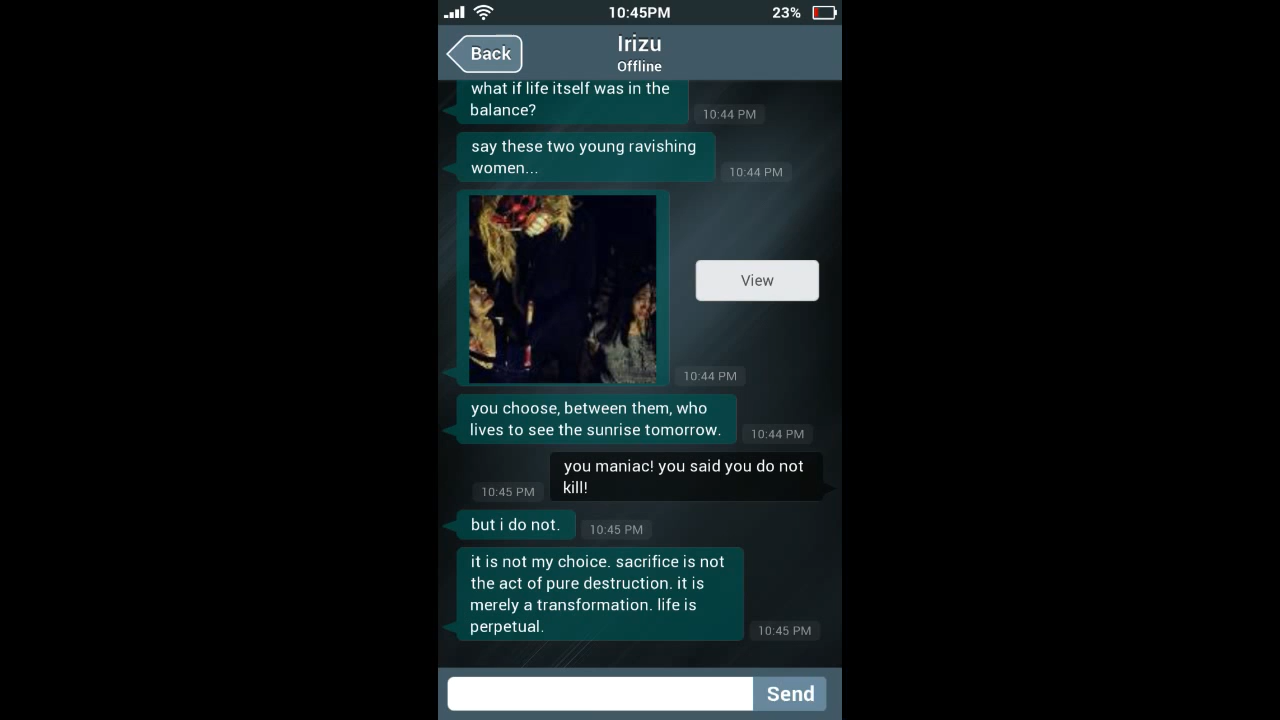 10:45PM
23%
Back
Irizu
Offline
what if life itself was in the
balance?
10:44 PM
say these two young ravishing
women...
10:44 PM
View
10:44 PM
you choose, between them, who
lives to see the sunrise tomorrow.
10:44 PM
you maniac! you said you do not
kill!
10:45 PM
but i do not.
10:45 PM
it is not my choice. sacrifice is not
the act of pure destruction. it is
merely a transformation. life is
perpetual.
10:45 PM
Send